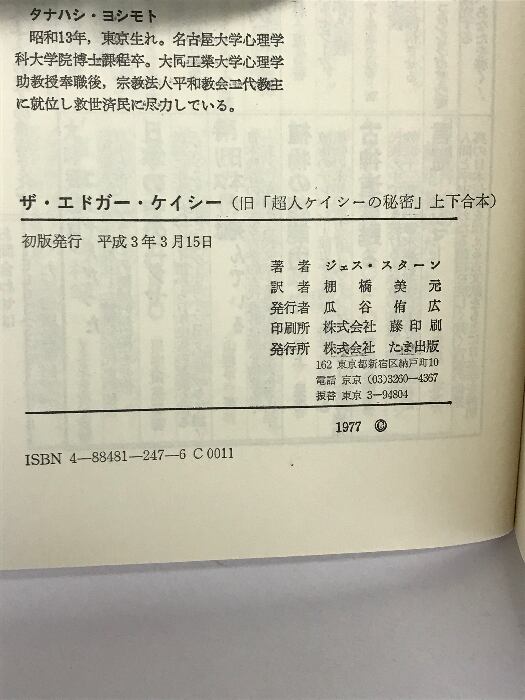 タナハシ・ヨシモト
昭和13年，東京生れ。名古屋大学心理学
科大学院博士課程卒。大同工業大学心理学
助教授奉職後，宗教法人平和教会二代教主
に就位し救世済民に尽力している。
ザ・エドガー・ケイシー（旧「超人ケイシーの秘密」上下合本）
初版発行　平成3年3月15日
著者　ジェス・スターン
訳者　棚橋美元
発行者　瓜谷侑広
印刷所　株式会社　藤印刷
発行所　株式会社　たま出版
162 東京都新宿区納戸町10
電話 東京 (03)3260—4367
振替 東京 3—94804
1977 ©
ISBN 4—88481—247—6 C0011